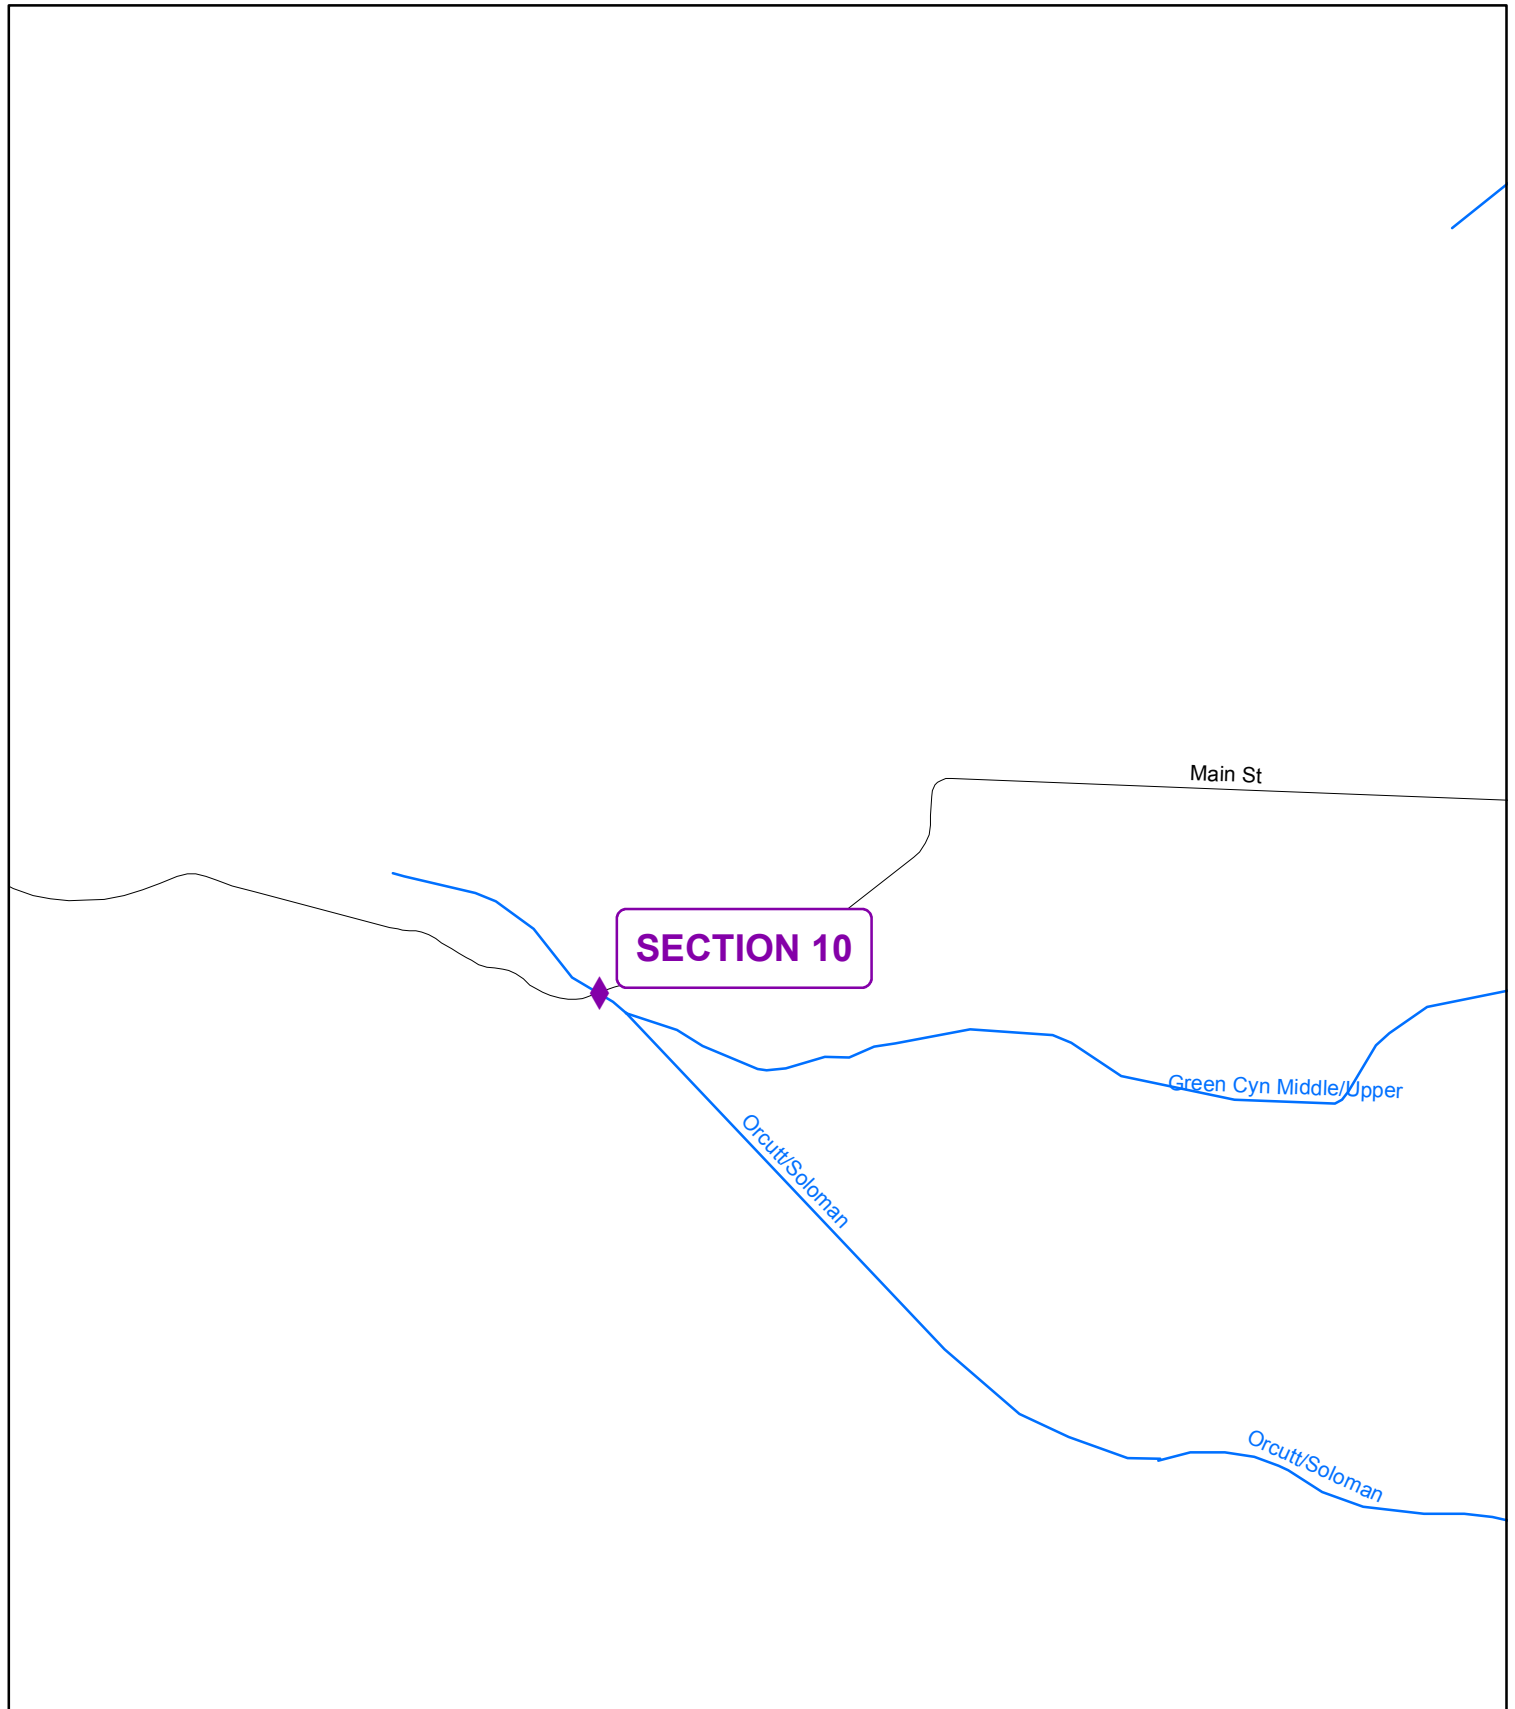 Main St
SECTION 10
Green Cyn Middle/Upper
Orcutt/Soloman
Orcutt/Soloman